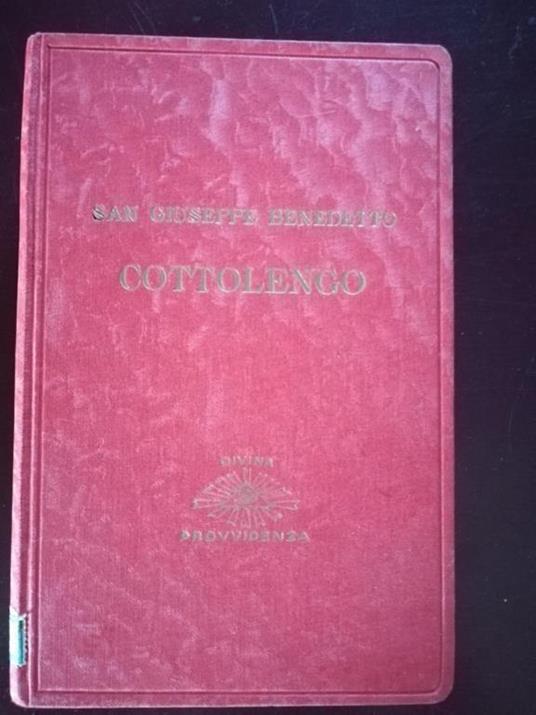 SAN GIUSEPPE BENEDETTO
COTTOLENGO
DIVINA
PROVVIDENZA